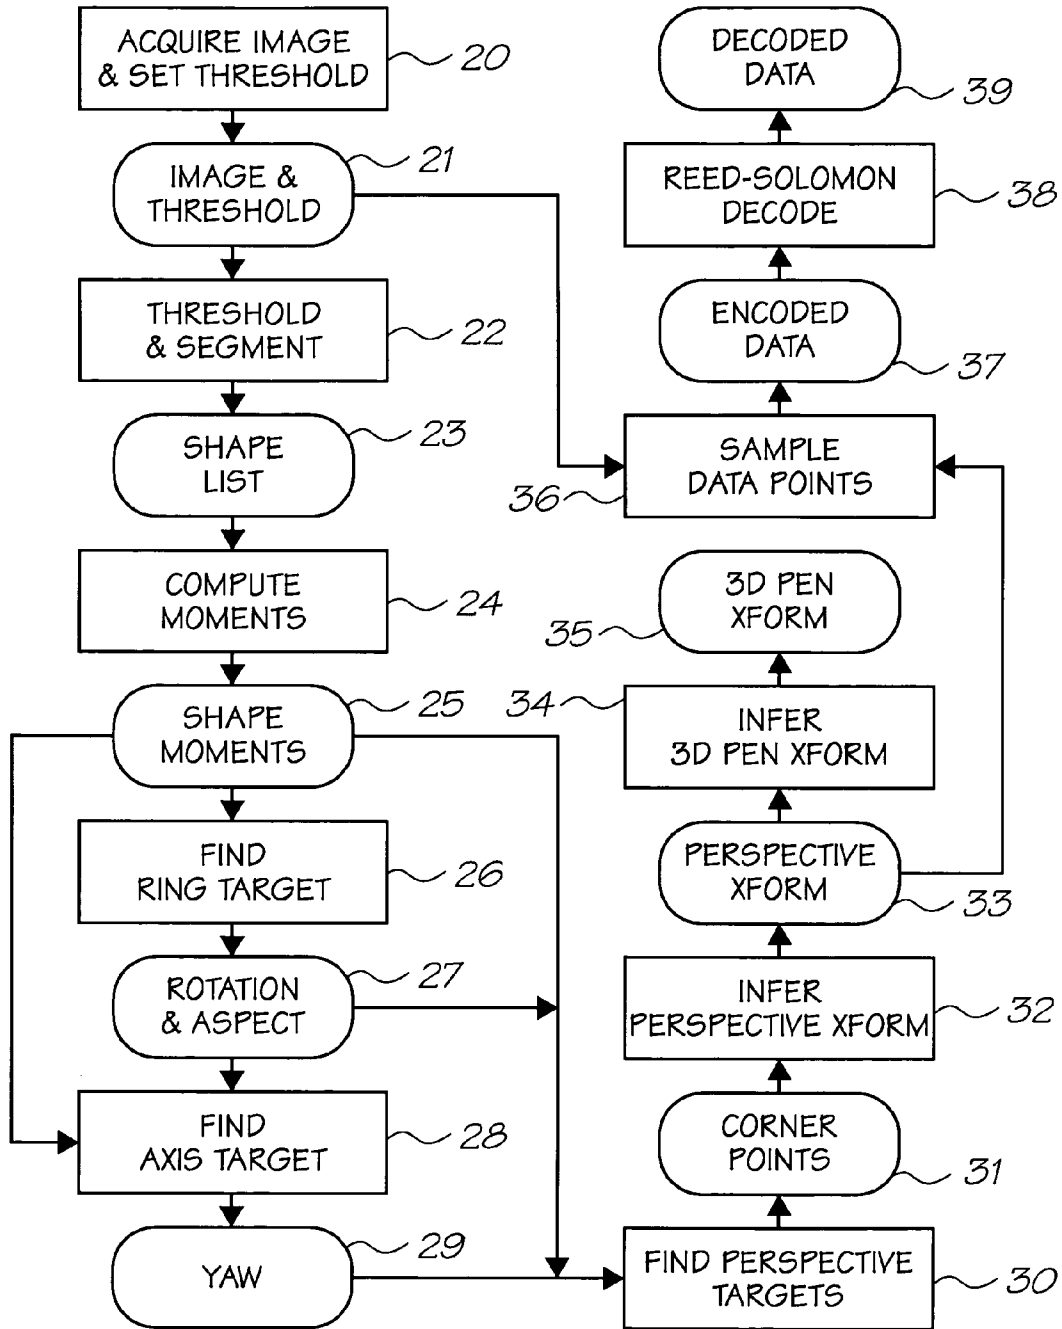 ACQUIRE IMAGE
& SET THRESHOLD
20
IMAGE &
THRESHOLD
21
THRESHOLD
& SEGMENT
22
SHAPE
LIST
23
COMPUTE
MOMENTS
24
SHAPE
MOMENTS
25
FIND
RING TARGET
26
ROTATION
& ASPECT
27
FIND
AXIS TARGET
28
YAW
29
DECODED
DATA
39
REED-SOLOMON
DECODE
38
ENCODED
DATA
37
SAMPLE
DATA POINTS
36
3D PEN
XFORM
35
34
INFER
3D PEN XFORM
PERSPECTIVE
XFORM
33
INFER
PERSPECTIVE XFORM
32
CORNER
POINTS
31
FIND PERSPECTIVE
TARGETS
30